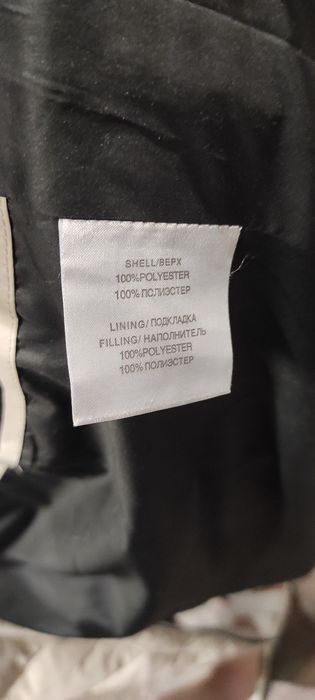 SHELL/ВЕРХ
100%POLYESTER
100% ПОЛИЭСТЕР
LINING/ ПОДКЛАДКА
FILLING/ НАПОЛНИТЕЛЬ
100%POLYESTER
100% ПОЛИЭСТЕР